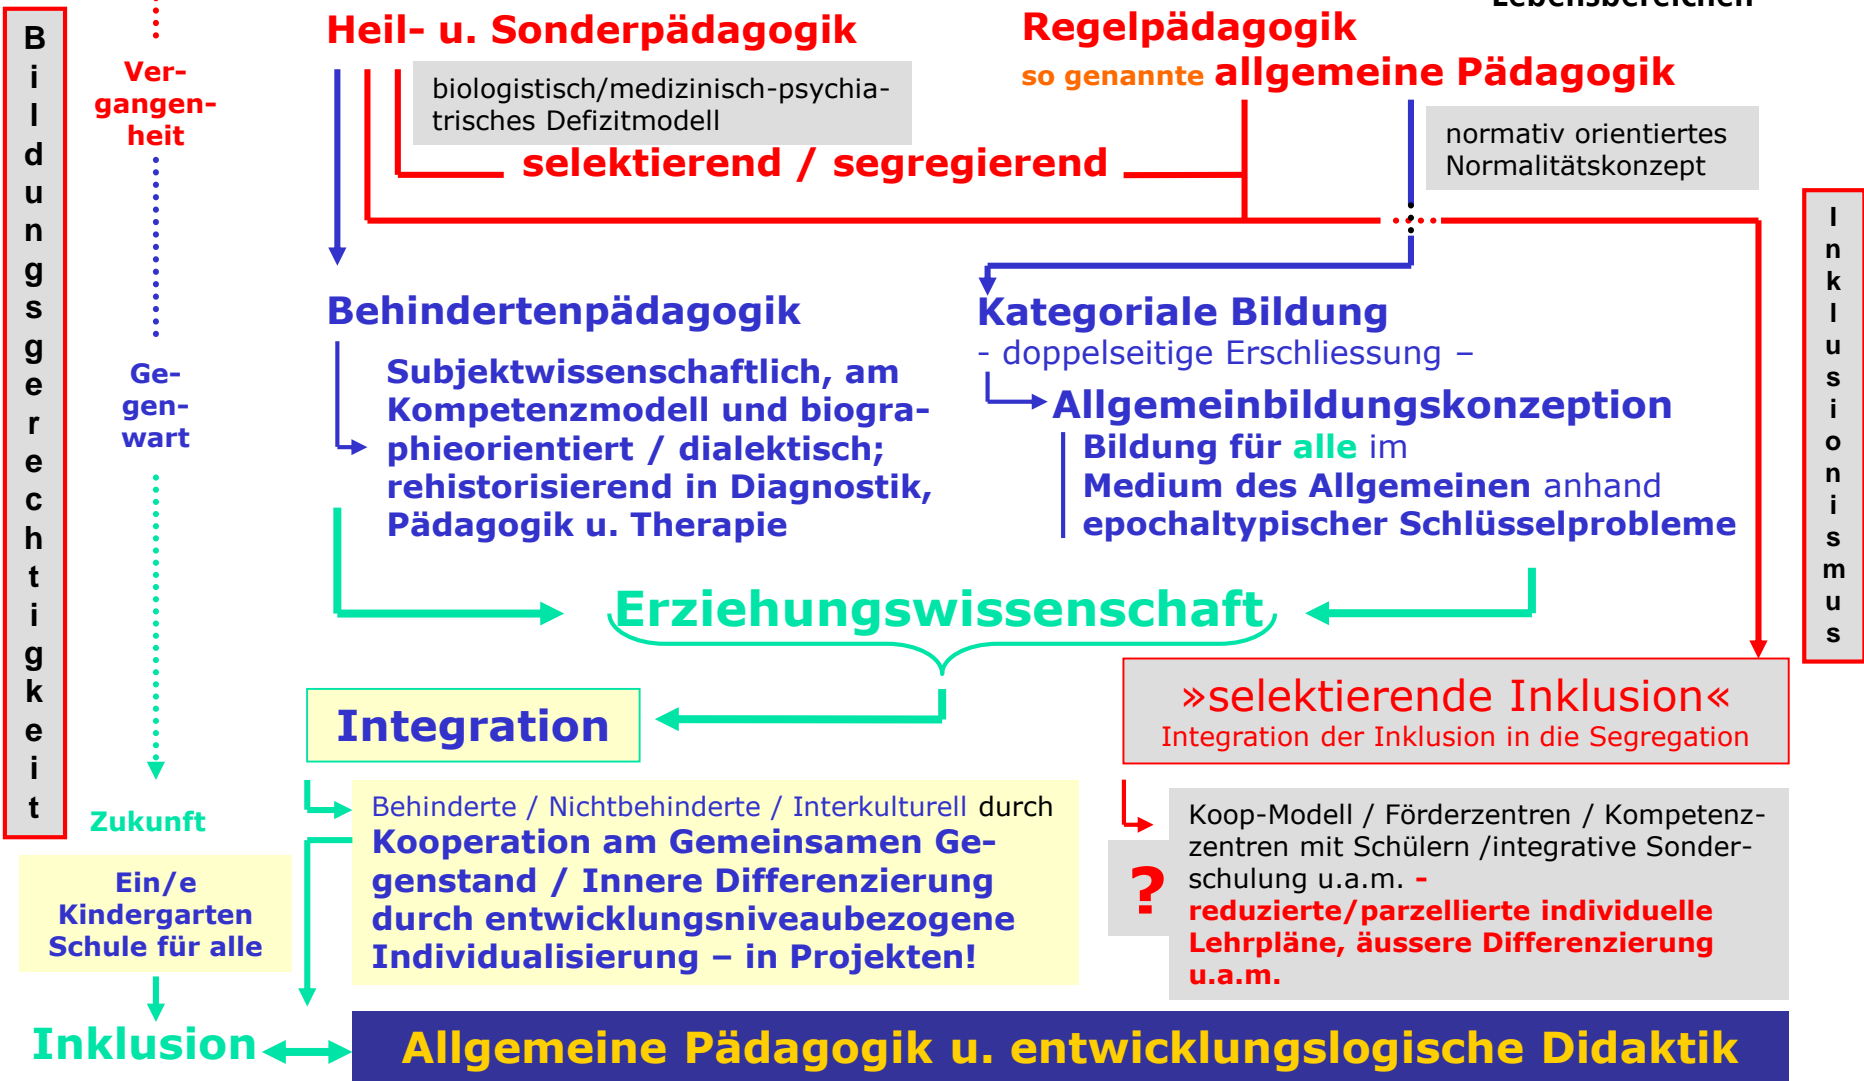 Lebensbereichen
Bildungsgerechtigkeit
Ver-
gangen-
heit
Heil- u. Sonderpädagogik
biologistisch/medizinisch-psychia-
trisches Defizitmodell
Regelpädagogik
so genannte allgemeine Pädagogik
normativ orientiertes
Normalitätskonzept
selektierend / segregierend
Inklusionismus
Ge-
gen-
wart
Behindertenpädagogik
Subjektwissenschaftlich, am
Kompetenzmodell und biogra-
phieorientiert / dialektisch;
rehistorisierend in Diagnostik,
Pädagogik u. Therapie
Kategoriale Bildung
- doppelseitige Erschliessung –
Allgemeinbildungskonzeption
Bildung für alle im
Medium des Allgemeinen anhand
epochaltypischer Schlüsselprobleme
Erziehungswissenschaft
Integration
»selektierende Inklusion«
Integration der Inklusion in die Segregation
Zukunft
Ein/e
Kindergarten
Schule für alle
Behinderte / Nichtbehinderte / Interkulturell durch
Kooperation am Gemeinsamen Ge-
genstand / Innere Differenzierung
durch entwicklungsniveaubezogene
Individualisierung – in Projekten!
?
Koop-Modell / Förderzentren / Kompetenz-
zentren mit Schülern /integrative Sonder-
schulung u.a.m. -
reduzierte/parzellierte individuelle
Lehrpläne, äussere Differenzierung
u.a.m.
Inklusion
Allgemeine Pädagogik u. entwicklungslogische Didaktik